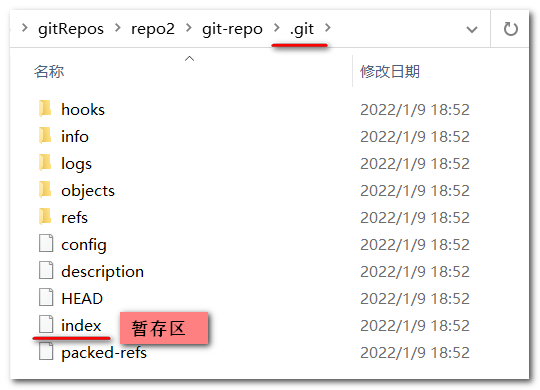 gitRepos > repo2 > git-repo > .git >
名称 修改日期
hooks 2022/1/9 18:52
info 2022/1/9 18:52
logs 2022/1/9 18:52
objects 2022/1/9 18:52
refs 2022/1/9 18:52
config 2022/1/9 18:52
description 2022/1/9 18:52
HEAD 2022/1/9 18:52
index 暂存区 2022/1/9 18:52
packed-refs 2022/1/9 18:52